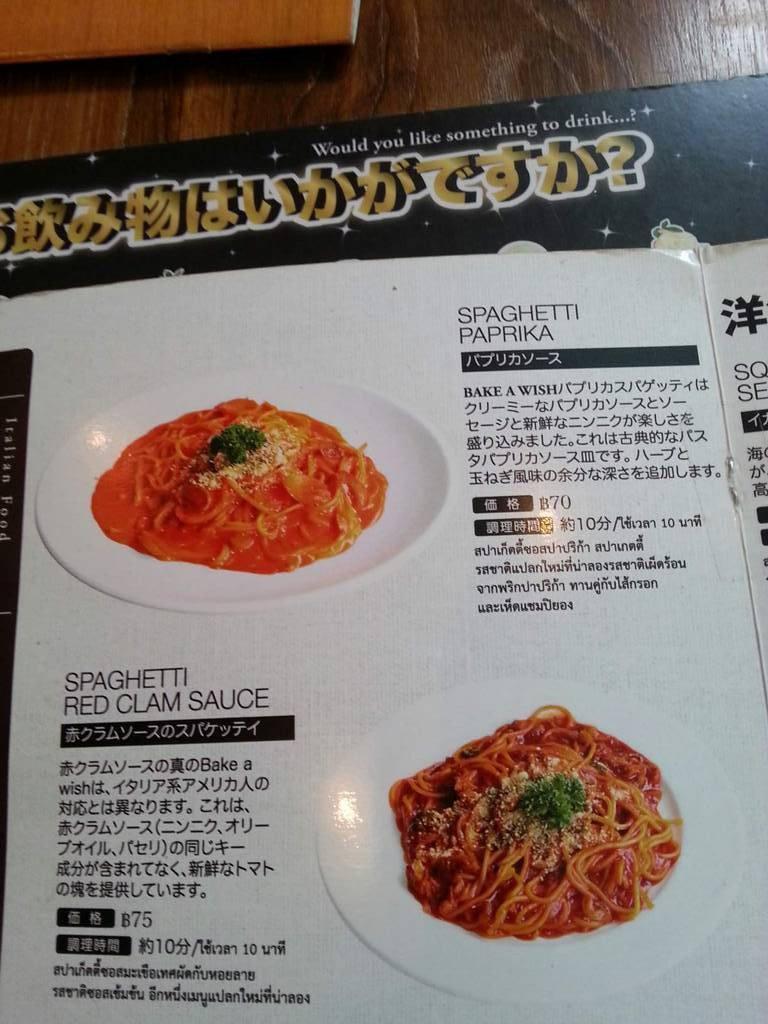 Would you like something to drink...?
お飲み物はいかがですか?
Italian Food
SPAGHETTI
PAPRIKA
パプリカソース
BAKE A WISHパプリカスパゲッティは
クリーミーなパプリカソースとソー
セージと新鮮なニンニクが楽しさを
盛り込みました。これは古典的なパス
タパプリカソース皿です。ハーブと
玉ねぎ風味の余分な深さを追加します。
価格 ฿70
調理時間 約10分/ใช้เวลา 10 นาที
สปาเก็ตตี้ซอสปาปริก้า สปาเกตตี้
รสชาติแปลกใหม่ที่น่าลองรสชาติเผ็ดร้อน
จากพริกปาปริก้า ทานคู่กับไส้กรอก
และเห็ดแชมปิยอง
SPAGHETTI
RED CLAM SAUCE
赤クラムソースのスパケッテイ
赤クラムソースの真のBake a
wishは、イタリア系アメリカ人の
対応とは異なります。これは、
赤クラムソース(ニンニク、オリー
ブオイル、パセリ)の同じキー
成分が含まれてなく、新鮮なトマト
の塊を提供しています。
価格 ฿75
調理時間 約10分/ใช้เวลา 10 นาที
สปาเก็ตตี้ซอสมะเขือเทศผัดกับหอยลาย
รสชาติซอสเข้มข้น อีกหนึ่งเมนูแปลกใหม่ที่น่าลอง
洋
SQ
SE
イカ
海の
が
高